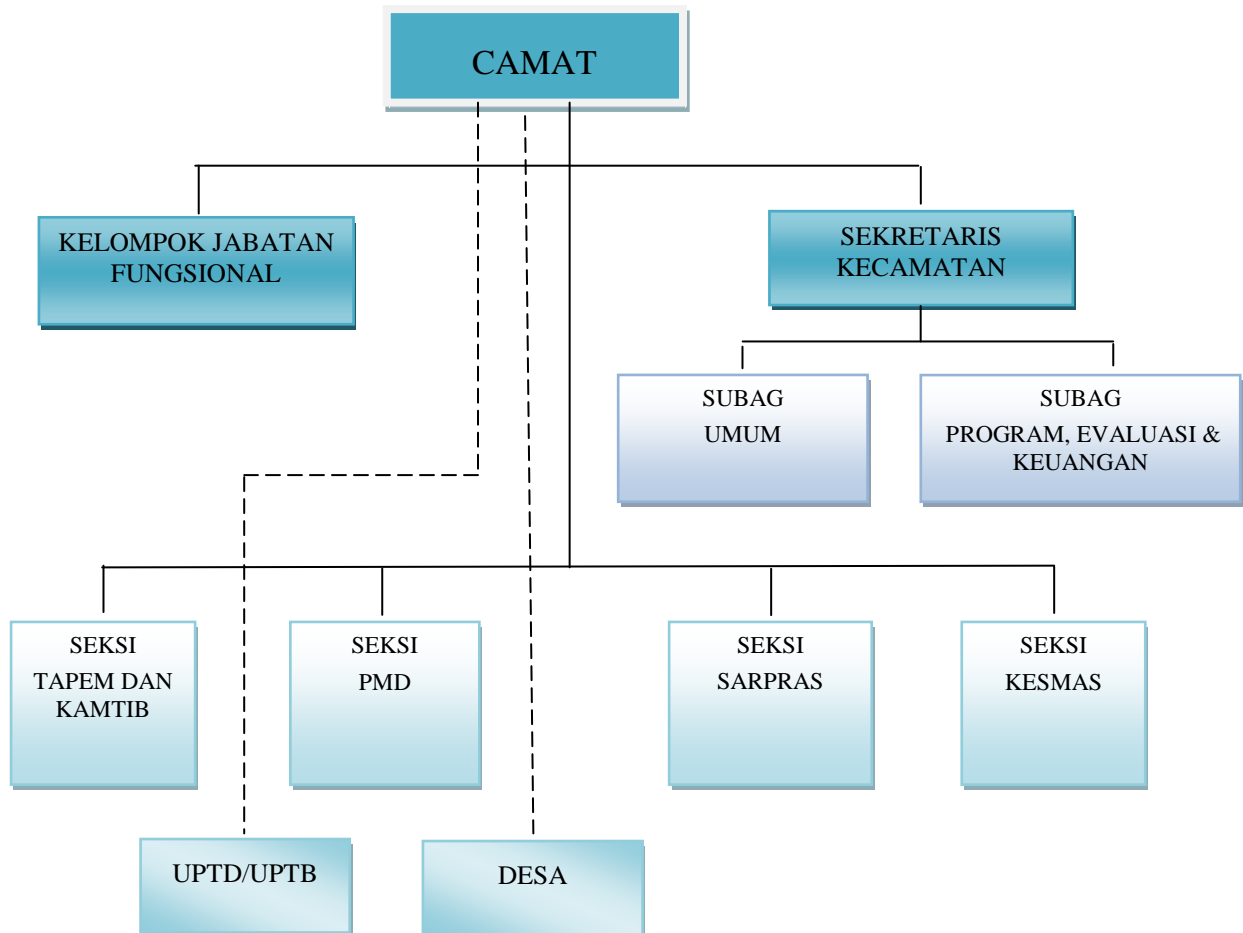 CAMAT
KELOMPOK JABATAN
FUNGSIONAL
SEKRETARIS
KECAMATAN
SUBAG
UMUM
SUBAG
PROGRAM, EVALUASI &
KEUANGAN
SEKSI
TAPEM DAN
KAMTIB
SEKSI
PMD
SEKSI
SARPRAS
SEKSI
KESMAS
UPTD/UPTB
DESA